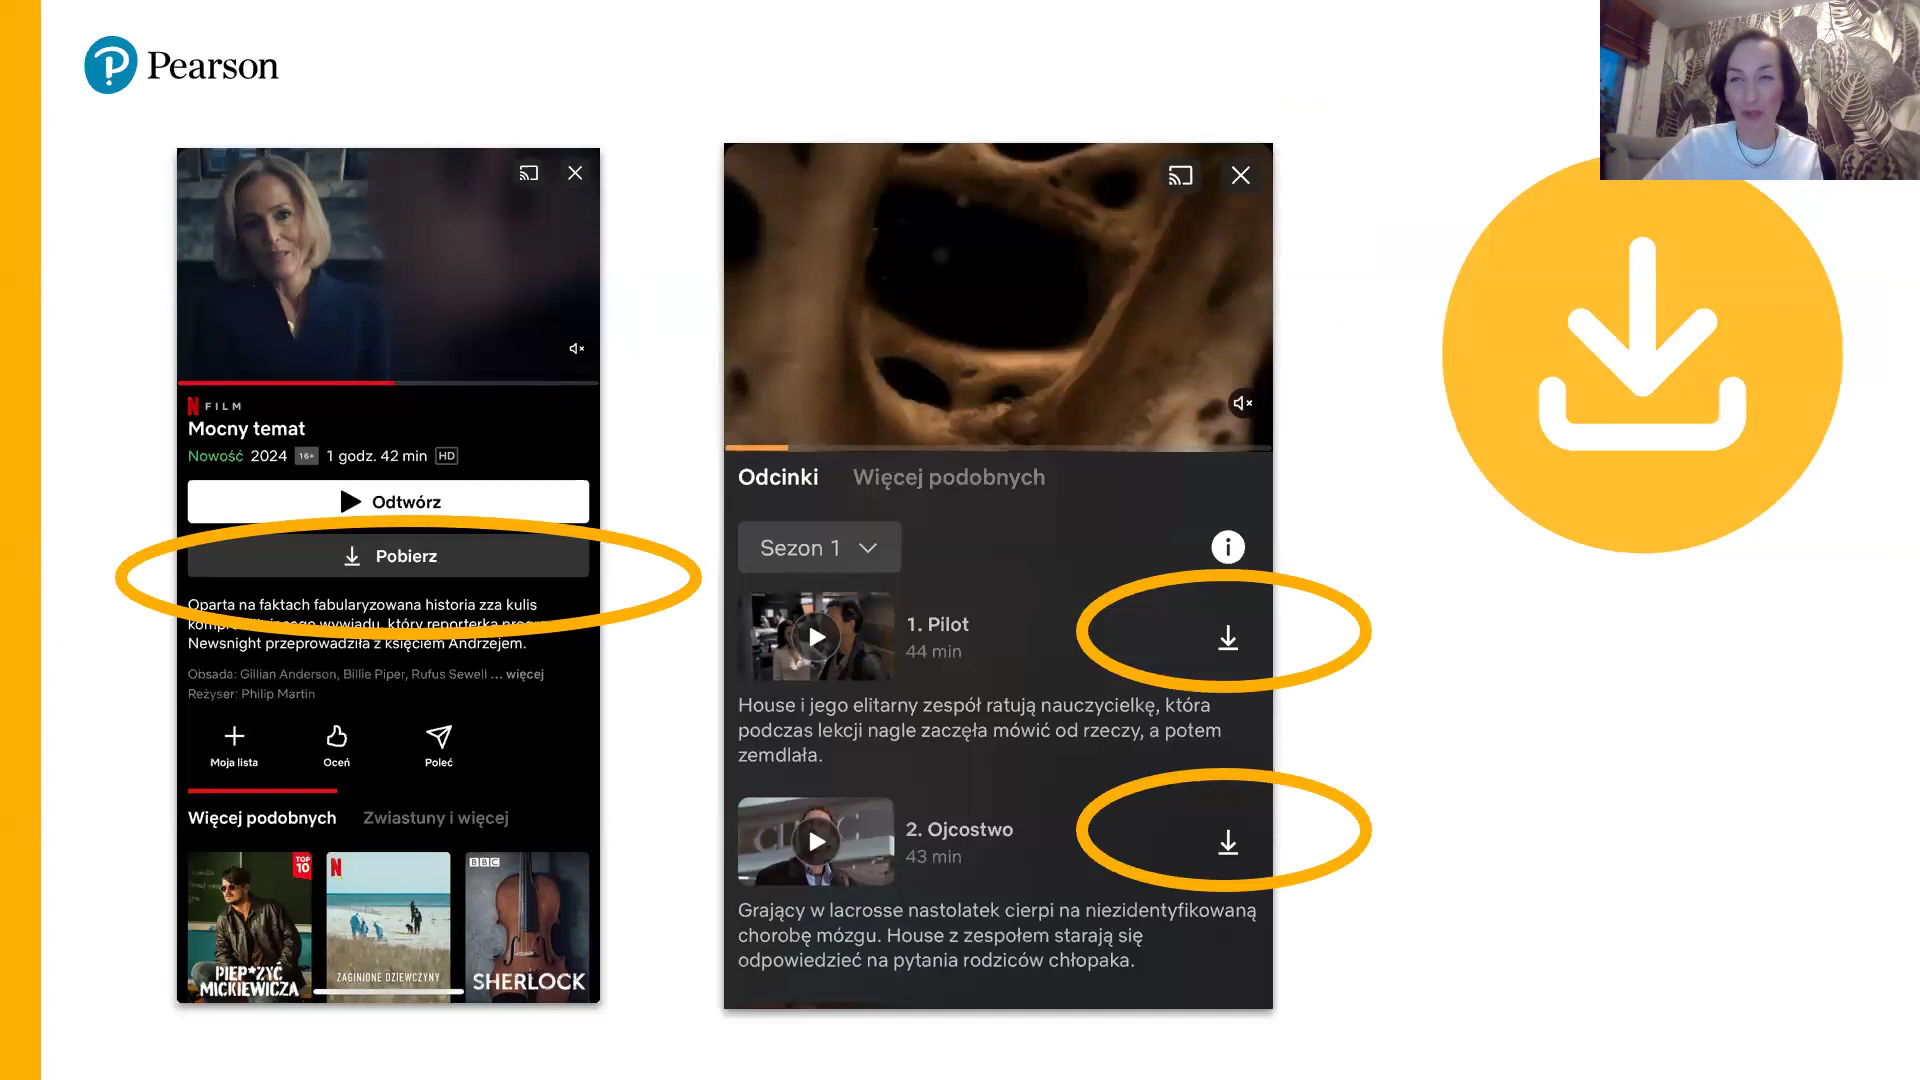 Pearson
FILM
Mocny temat
Nowość 2024 16+ 1 godz. 42 min HD
Odtwórz
Pobierz
Oparta na faktach fabularyzowana historia zza kulis
wywiadu, który reporterka
Newsnight przeprowadziła z księciem Andrzejem.
Obsada: Gillian Anderson, Billie Piper, Rufus Sewell ... więcej
Reżyser: Philip Martin
Moja lista Oceń Poleć
Więcej podobnych Zwiastuny i więcej
TOP 10
PIEP*ZYĆ
MICKIEWICZA
N
ZAGINIONE DZIEWCZYNY
BBC
SHERLOCK
Odcinki Więcej podobnych
Sezon 1
1. Pilot
44 min
House i jego elitarny zespół ratują nauczycielkę, która
podczas lekcji nagle zaczęła mówić od rzeczy, a potem
zemdlała.
2. Ojcostwo
43 min
Grający w lacrosse nastolatek cierpi na niezidentyfikowaną
chorobę mózgu. House z zespołem starają się
odpowiedzieć na pytania rodziców chłopaka.